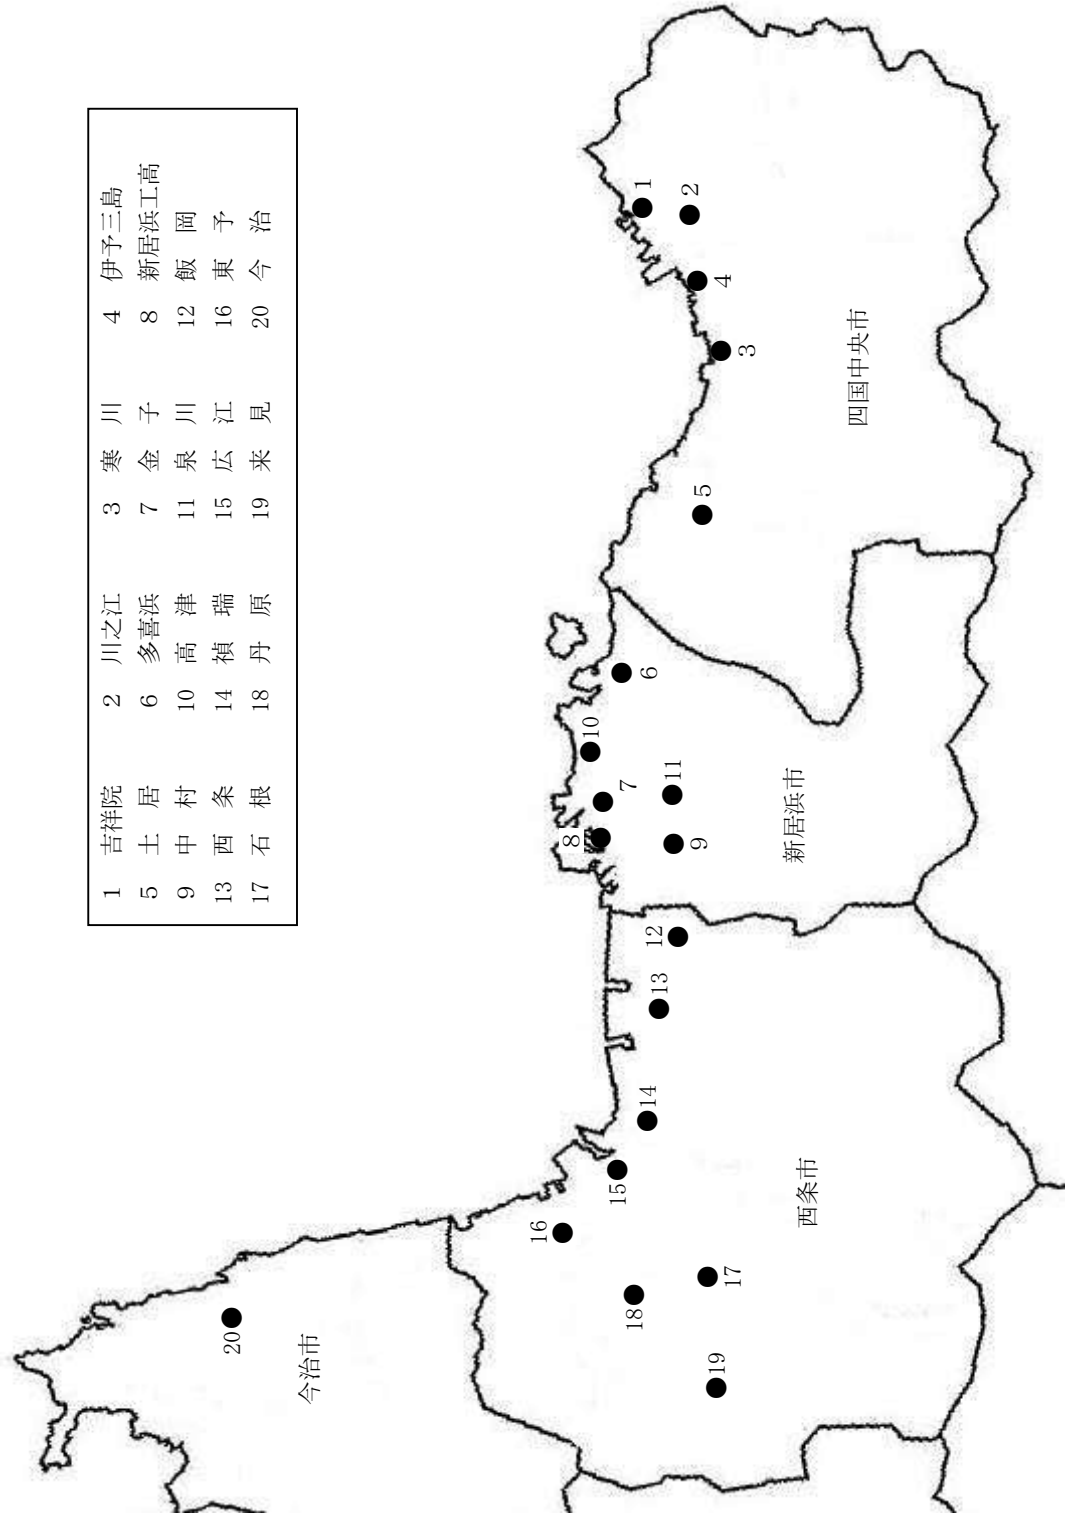 1 吉祥院 2 川之江 3 寒川 4 伊予三島
5 土居 6 多喜浜 7 金子 8 新居浜工高
9 中村 10 高津 11 泉川 12 飯岡
13 西条 14 禎瑞 15 広江 16 東予
17 石根 18 丹原 19 来見 20 今治
20
今治市
16
15
14
13
12
18
17
19
西条市
8
7
10
9
11
6
新居浜市
5
3
4
2
1
四国中央市